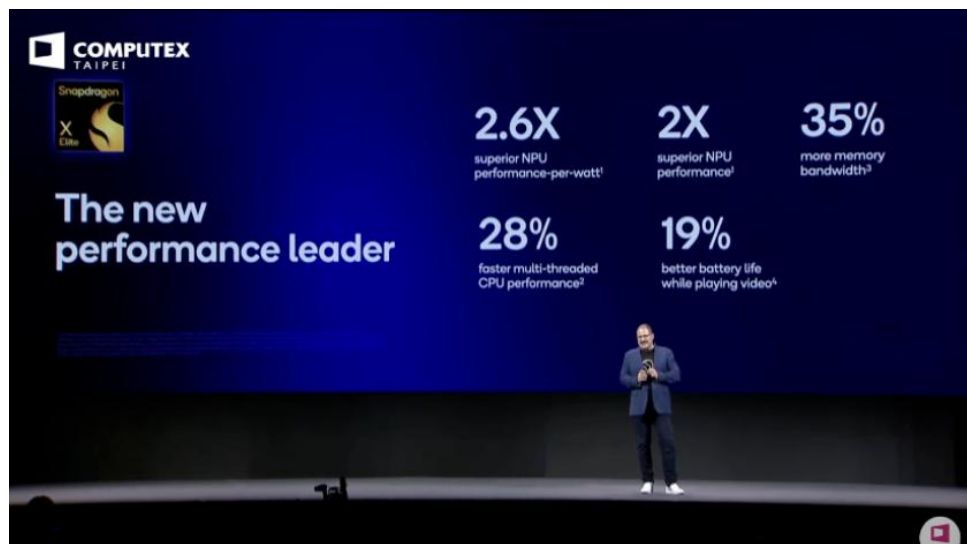 COMPUTEX
TAIPEI
Snapdragon
X
Elite
The new
performance leader
2.6X
superior NPU
performance-per-watt¹
2X
superior NPU
performance¹
35%
more memory
bandwidth³
28%
faster multi-threaded
CPU performance²
19%
better battery life
while playing video⁴